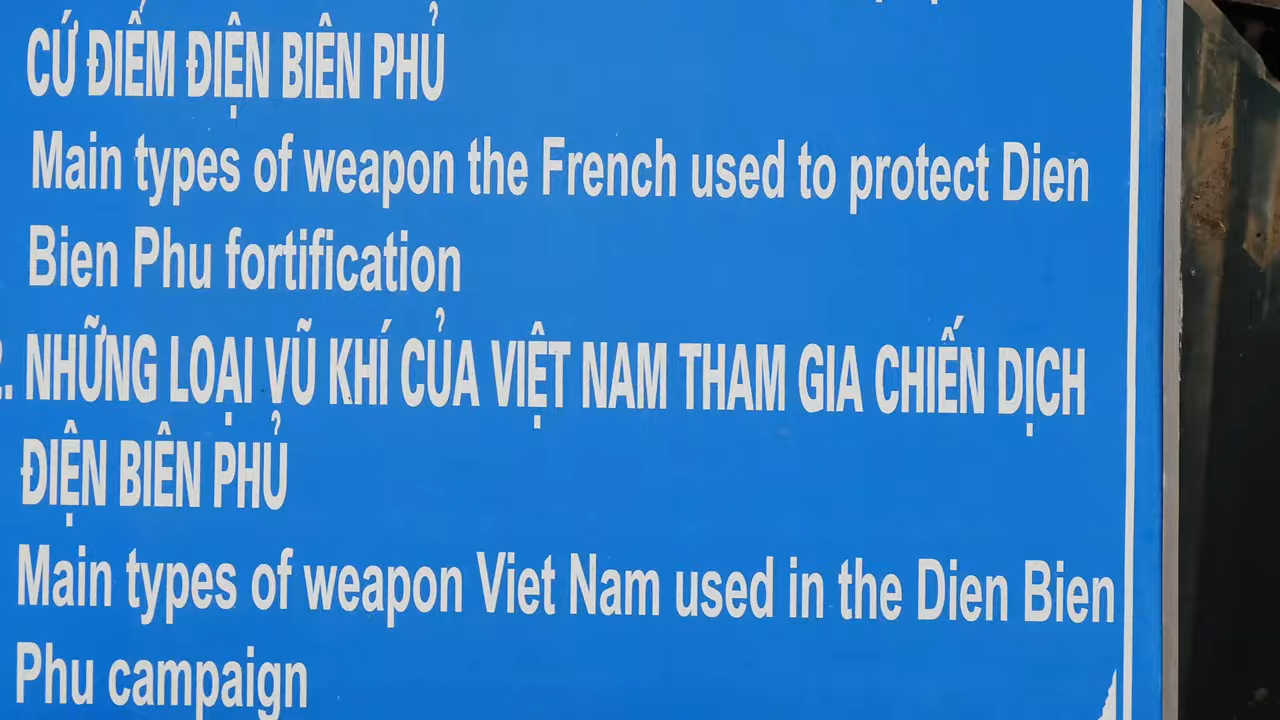 CỨ ĐIỂM ĐIỆN BIÊN PHỦ
Main types of weapon the French used to protect Dien
Bien Phu fortification
2. NHỮNG LOẠI VŨ KHÍ CỦA VIỆT NAM THAM GIA CHIẾN DỊCH
ĐIỆN BIÊN PHỦ
Main types of weapon Viet Nam used in the Dien Bien
Phu campaign